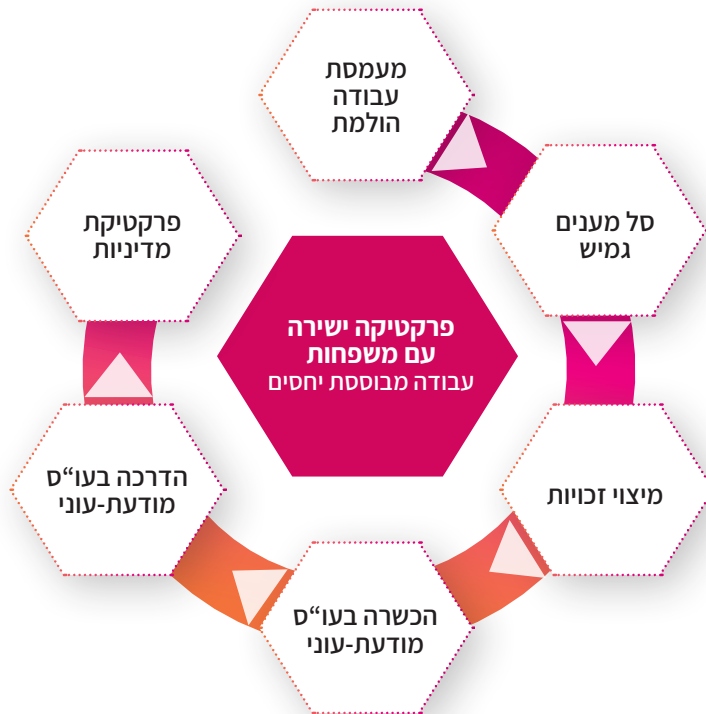 מעמסת
עבודה
הולמת
סל מענים
גמיש
מיצוי זכויות
הכשרה בעו“ס
מודעת-עוני
הדרכה בעו“ס
מודעת-עוני
פרקטיקת
מדיניות
פרקטיקה ישירה
עם משפחות
עבודה מבוססת יחסים